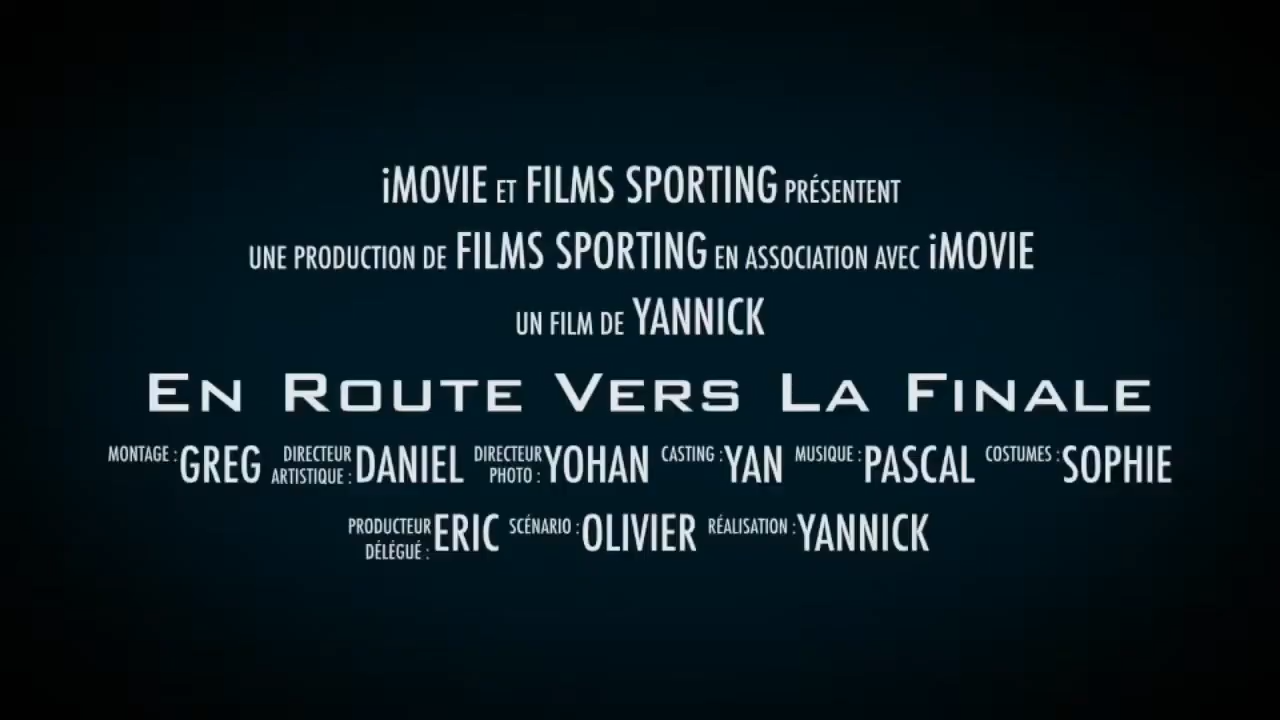 iMOVIE ET FILMS SPORTING PRÉSENTENT
UNE PRODUCTION DE FILMS SPORTING EN ASSOCIATION AVEC iMOVIE
UN FILM DE YANNICK
EN ROUTE VERS LA FINALE
MONTAGE : GREG DIRECTEUR ARTISTIQUE : DANIEL DIRECTEUR PHOTO : YOHAN CASTING : YAN MUSIQUE : PASCAL COSTUMES : SOPHIE
PRODUCTEUR DÉLÉGUÉ : ERIC SCÉNARIO : OLIVIER RÉALISATION : YANNICK